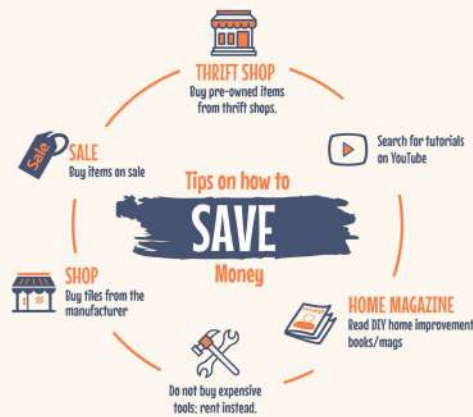 THRIFT SHOP
Buy pre-owned items
from thrift shops.
Search for tutorials
on YouTube
HOME MAGAZINE
Read DIY home improvement
books/mags
Do not buy expensive
tools; rent instead.
SHOP
Buy tiles from the
manufacturer
Sale
SALE
Buy items on sale
Tips on how to
SAVE
Money